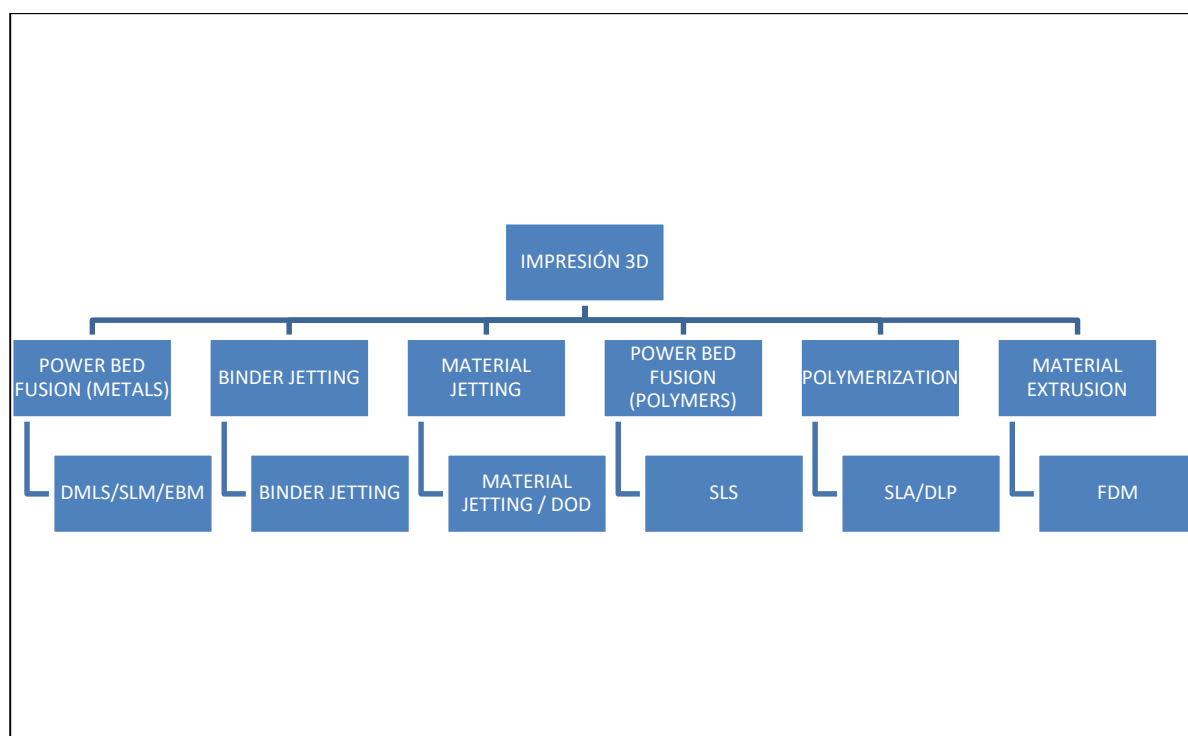 IMPRESIÓN 3D
POWER BED
FUSION (METALS)
BINDER JETTING
MATERIAL
JETTING
POWER BED
FUSION
(POLYMERS)
POLYMERIZATION
MATERIAL
EXTRUSION
DMLS/SLM/EBM
BINDER JETTING
MATERIAL
JETTING / DOD
SLS
SLA/DLP
FDM